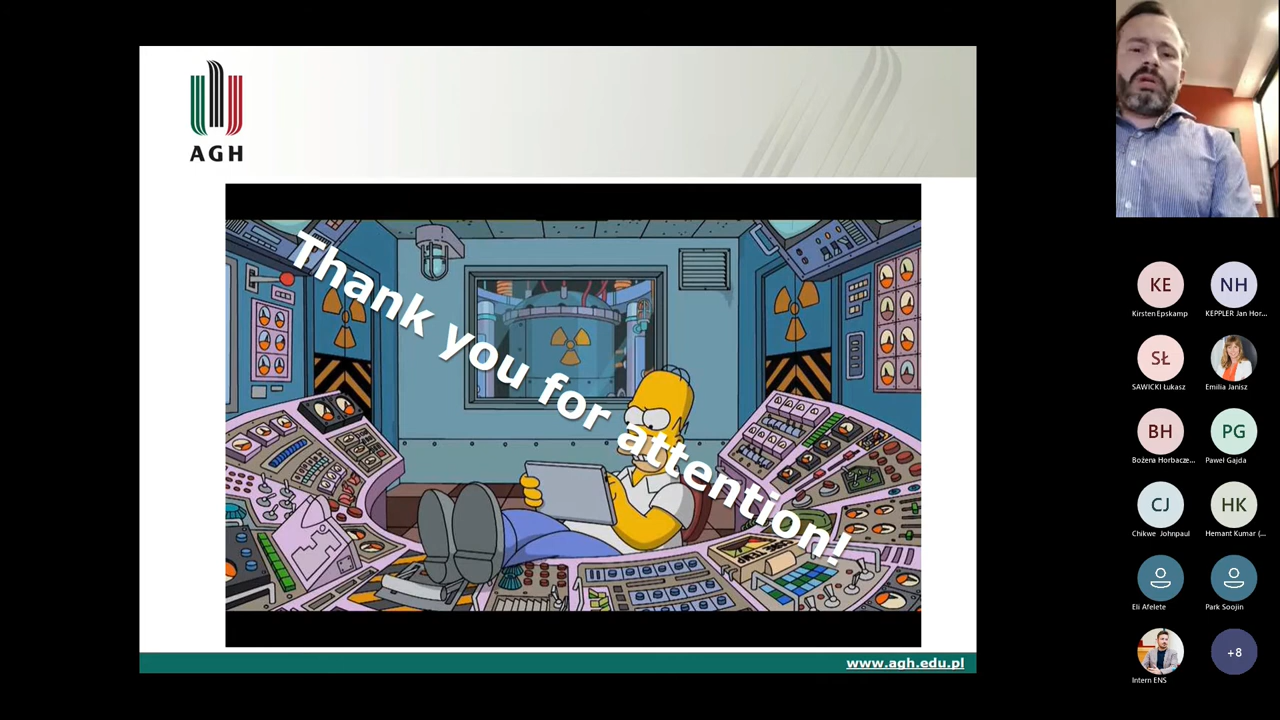 AGH
Thank you for attention!
www.agh.edu.pl
KE
Kirsten Epskamp
NH
KEPPLER Jan Hor...
SŁ
SAWICKI Łukasz
Emilia Janisz
BH
Bożena Horbacze...
PG
Paweł Gajda
CJ
Chikwe Johnpaul
HK
Hemant Kumar (...
Eli Afelete
Park Soojin
Intern ENS
+8